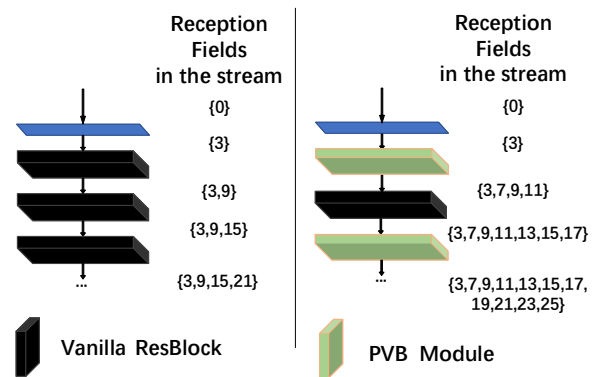 Reception
Fields
in the stream
{0}
{3}
{3,9}
{3,9,15}
{3,9,15,21}
...
Vanilla ResBlock
Reception
Fields
in the stream
{0}
{3}
{3,7,9,11}
{3,7,9,11,13,15,17}
{3,7,9,11,13,15,17,
19,21,23,25}
...
PVB Module